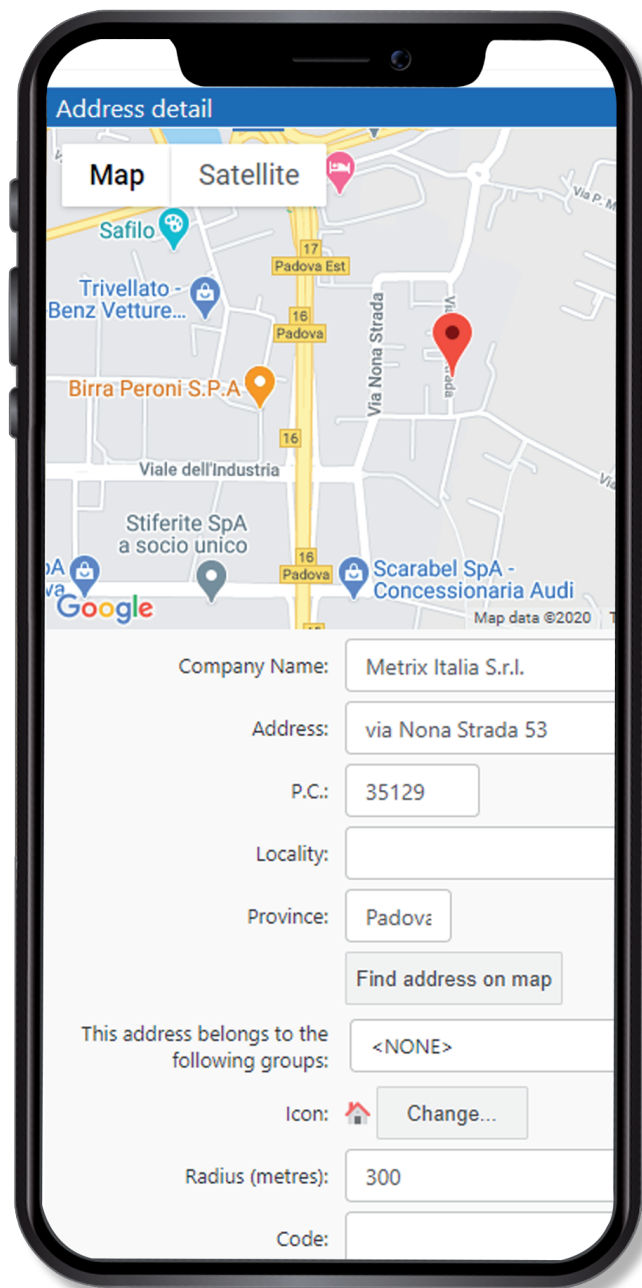 Address detail
Map
Satellite
Via P. M
Safilo
17
Padova Est
Trivellato -
Benz Vetture...
16
Padova
Via Nona Strada
Birra Peroni S.P.A
16
Viale dell'Industria
Stiferite SpA
a socio unico
16
Padova
Scarabel SpA -
Concessionaria Audi
Google
Map data ©2020
Company Name:
Metrix Italia S.r.l.
Address:
via Nona Strada 53
P.C.:
35129
Locality:
Province:
Padova
Find address on map
This address belongs to the
following groups:
<NONE>
Icon:
Change...
Radius (metres):
300
Code: